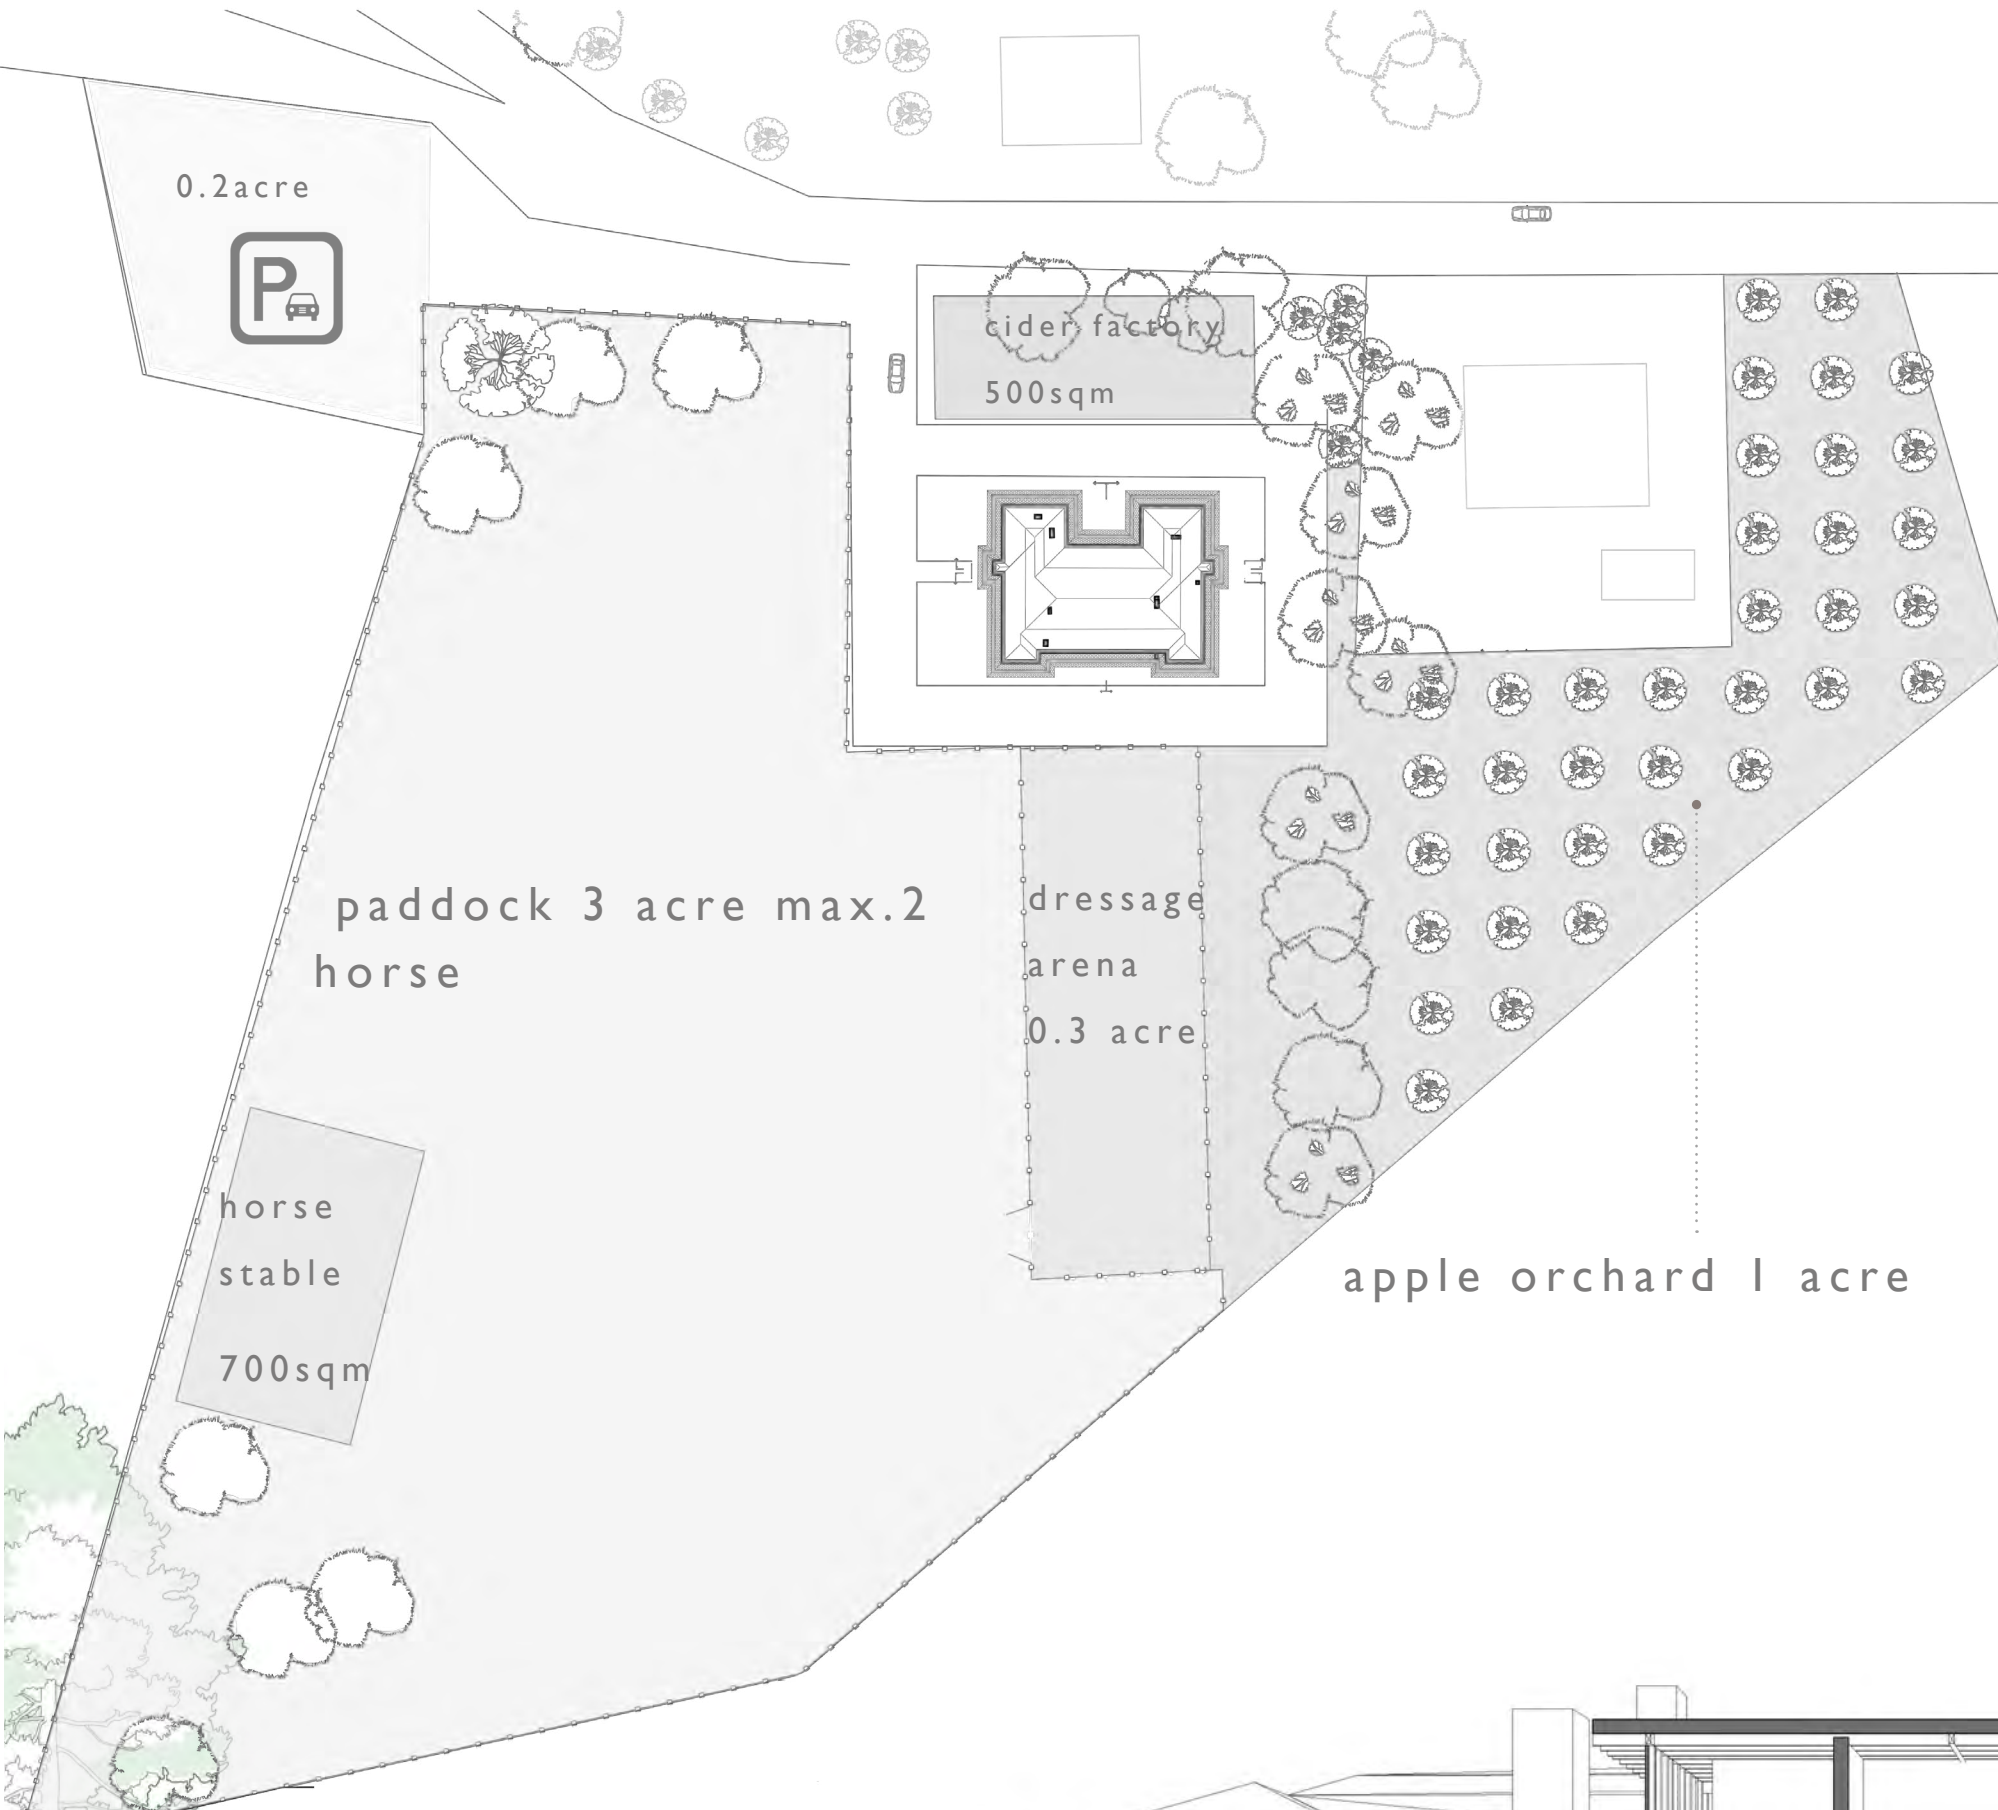 0.2acre
P
cider factory
500sqm
paddock 3 acre max.2
horse
dressage
arena
0.3 acre
horse
stable
700sqm
apple orchard 1 acre